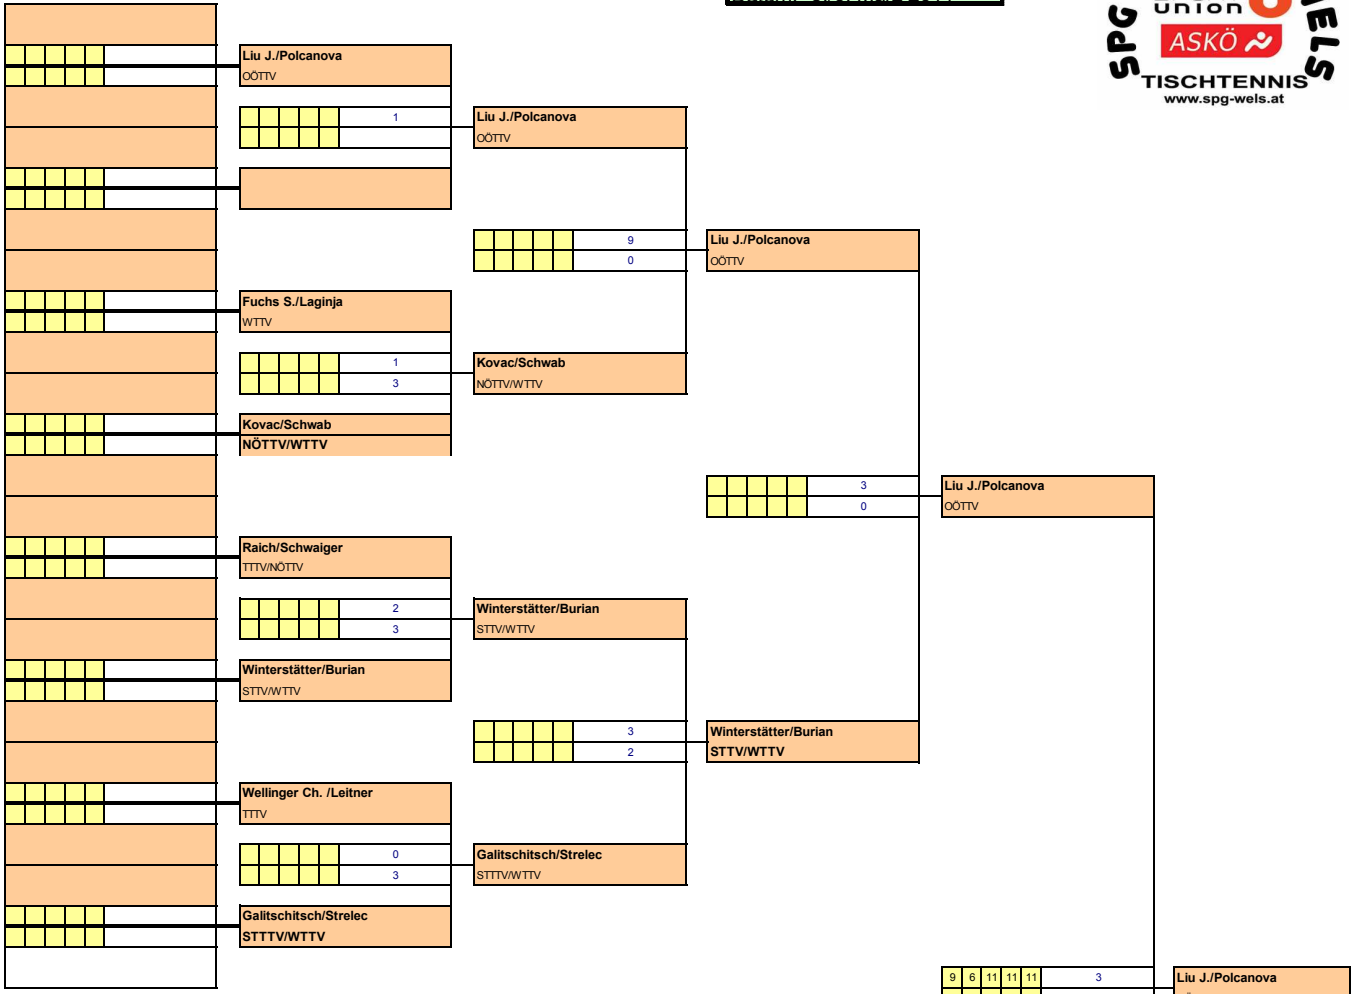 union
SPG
WELS
ASKÖ
TISCHTENNIS
www.spg-wels.at
Liu J./Polcanova
OÖTTV
1
Liu J./Polcanova
OÖTTV
9
0
Liu J./Polcanova
OÖTTV
Fuchs S./Laginja
WTTV
1
3
Kovac/Schwab
NÖTTV/WTTV
Kovac/Schwab
NÖTTV/WTTV
3
0
Liu J./Polcanova
OÖTTV
Raich/Schwaiger
TTTV/NÖTTV
2
3
Winterstätter/Burian
STTV/WTTV
Winterstätter/Burian
STTV/WTTV
3
2
Winterstätter/Burian
STTV/WTTV
Wellinger Ch. /Leitner
TTTV
0
3
Galitschitsch/Strelec
STTTV/WTTV
Galitschitsch/Strelec
STTTV/WTTV
9 6 11 11 11 3
Liu J./Polcanova